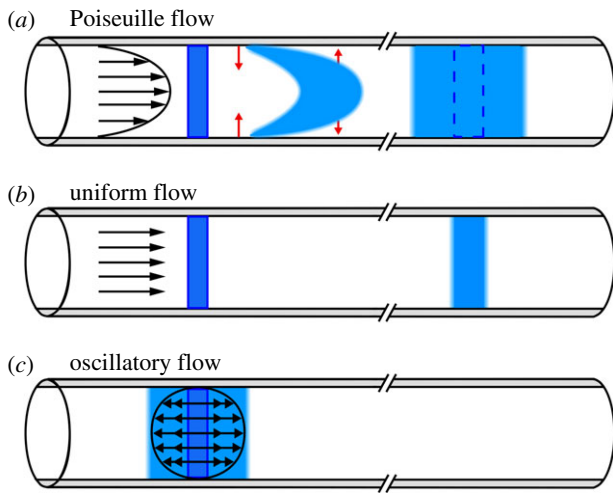 (a) Poiseuille flow
(b) uniform flow
(c) oscillatory flow